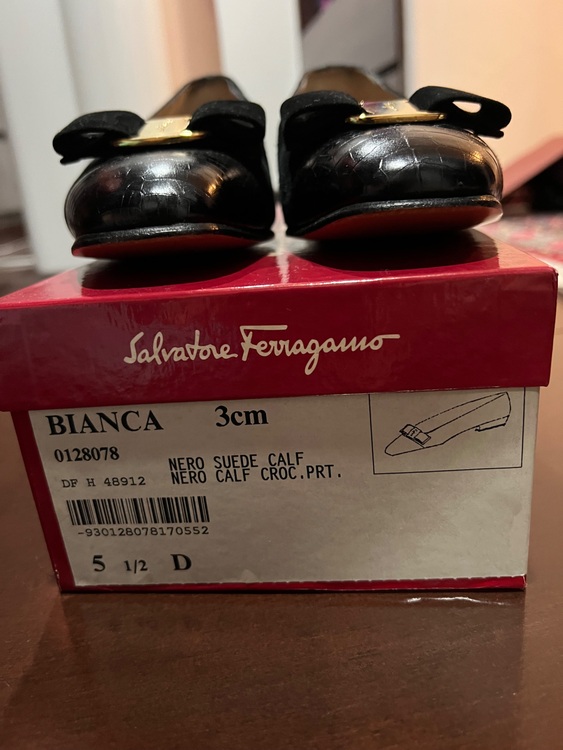 Salvatore Ferragamo
BIANCA 3cm
0128078
NERO SUEDE CALF
DF H 48912 NERO CALF CROC.PRT.
-930128078170552
5 1/2 D